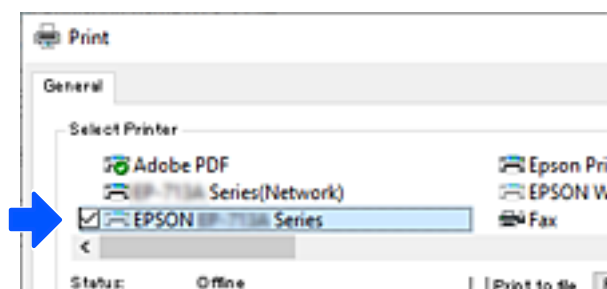 Print
General
Select Printer
Adobe PDF
Epson Pri
Series(Network)
EPSON W
EPSON Series
Fax
Status: Offline
Print to file